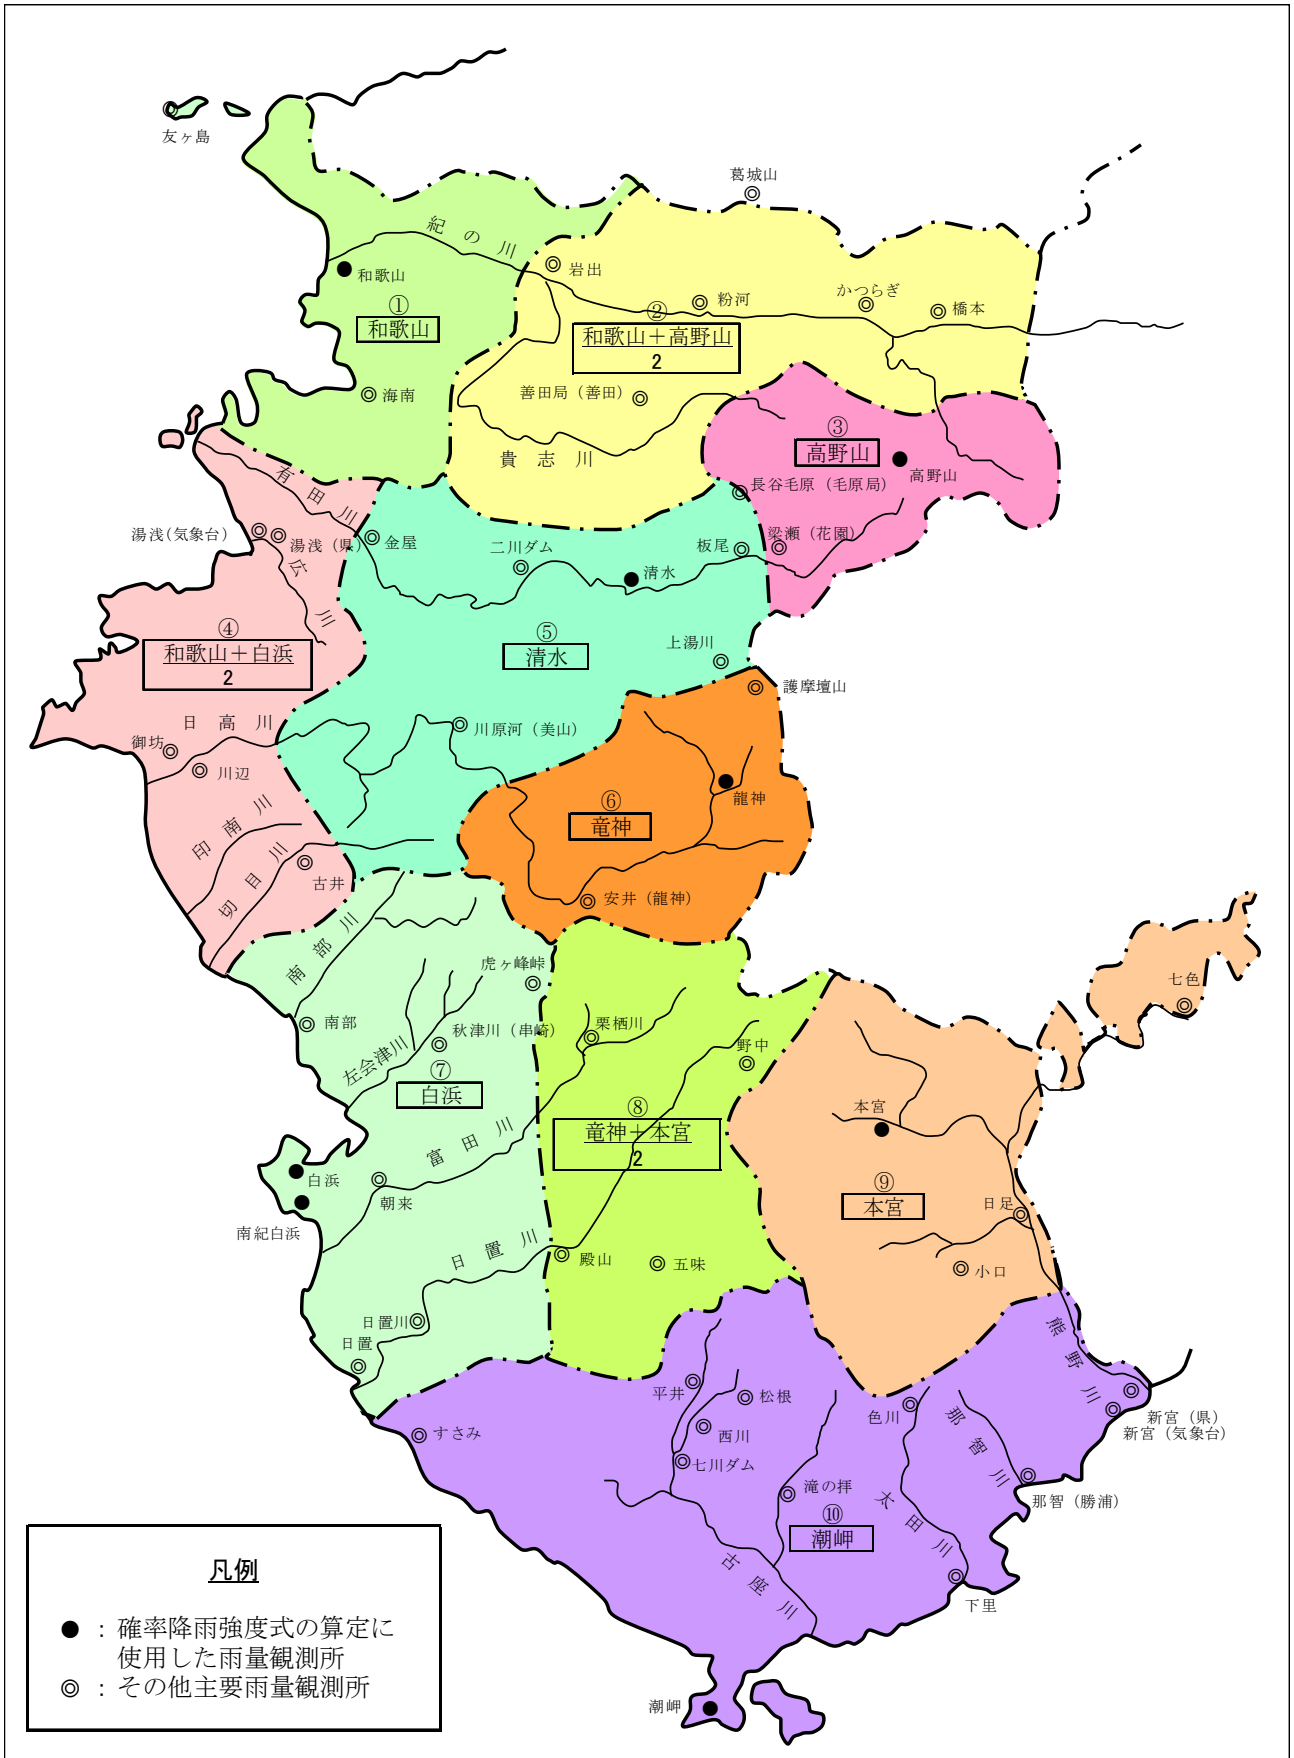 友ヶ島
葛城山
紀の川
和歌山
岩出
粉河
かつらぎ
橋本
①
和歌山
②
和歌山＋高野山
2
海南
善田局（善田）
貴志川
③
高野山
高野山
長谷毛原（毛原局）
有田川
湯浅(気象台)
湯浅（県）
金屋
二川ダム
板尾
梁瀬（花園）
清水
広川
④
和歌山＋白浜
2
⑤
清水
上湯川
護摩壇山
日高川
御坊
川辺
川原河（美山）
印南川
切目川
古井
⑥
竜神
龍神
安井（龍神）
南部川
虎ヶ峰峠
南部
秋津川（串崎）
左会津川
栗栖川
野中
七色
⑦
白浜
⑧
竜神＋本宮
2
本宮
富田川
白浜
南紀白浜
朝来
⑨
本宮
日足
日置川
殿山
五味
小口
日置川
日置
熊野川
平井
松根
西川
七川ダム
色川
那智川
新宮（県）
新宮（気象台）
すさみ
滝の拝
那智（勝浦）
⑩
潮岬
太田川
古座川
下里
潮岬
凡例
●：確率降雨強度式の算定に
使用した雨量観測所
◎：その他主要雨量観測所